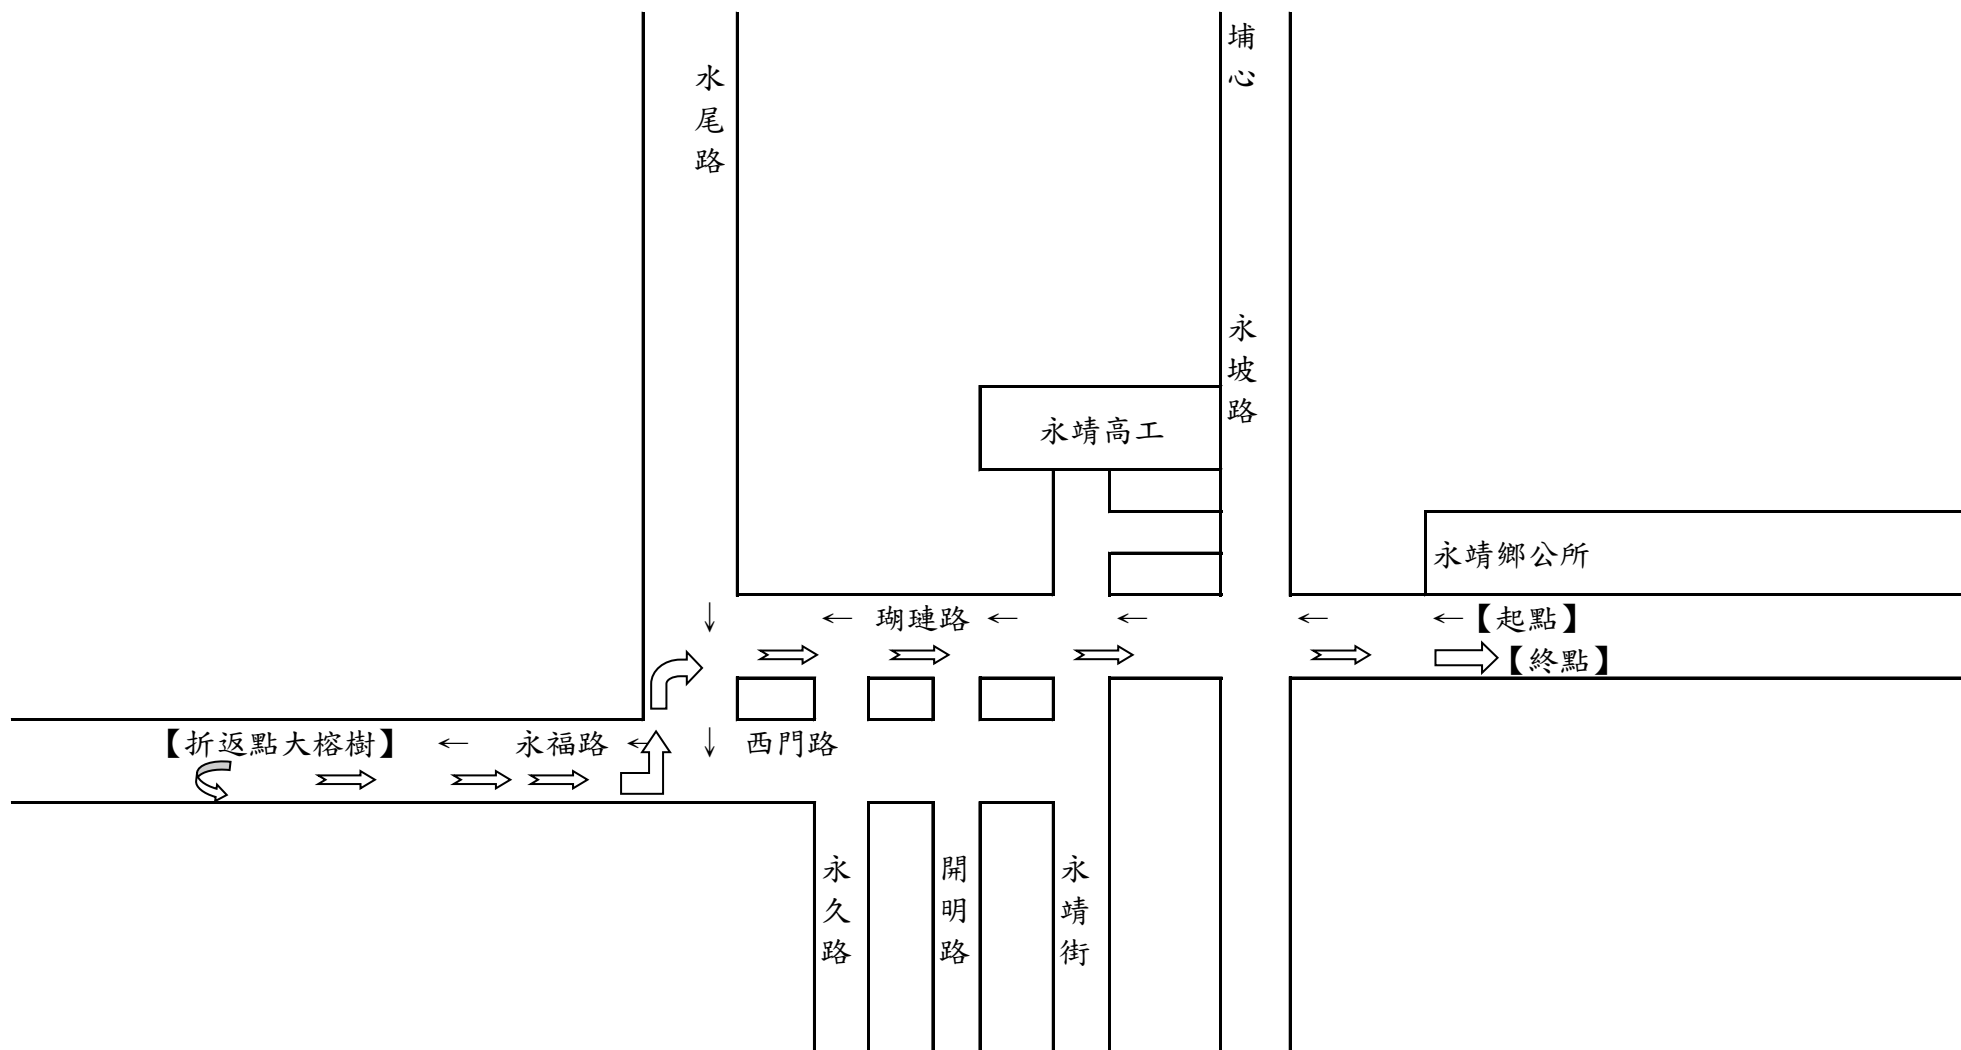 埔心
水尾路
永坡路
永靖高工
永靖鄉公所
← 瑚璉路 ← ← ← ←【起點】
【終點】
【折返點大榕樹】 ← 永福路 ← ↓ 西門路
永久路
開明路
永靖街